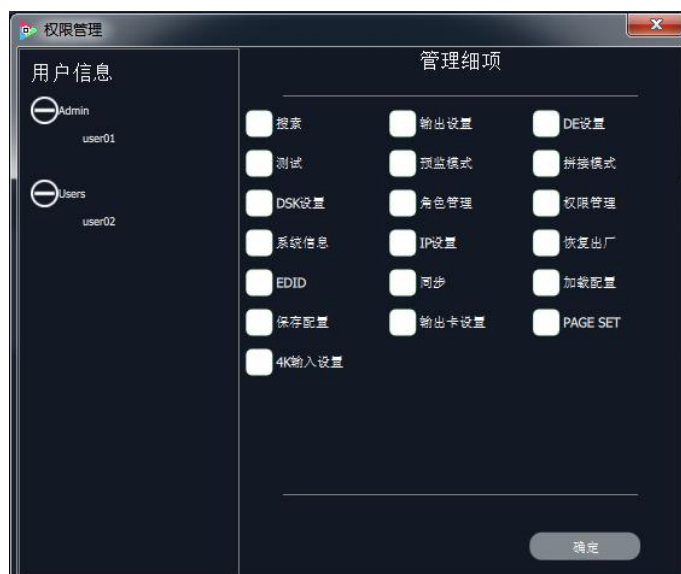 权限管理
用户信息
Admin
user01
Users
user02
管理细项
搜索 输出设置 DE设置
测试 预监模式 拼接模式
DSK设置 角色管理 权限管理
系统信息 IP设置 恢复出厂
EDID 同步 加载配置
保存配置 输出卡设置 PAGE SET
4K输入设置
确定